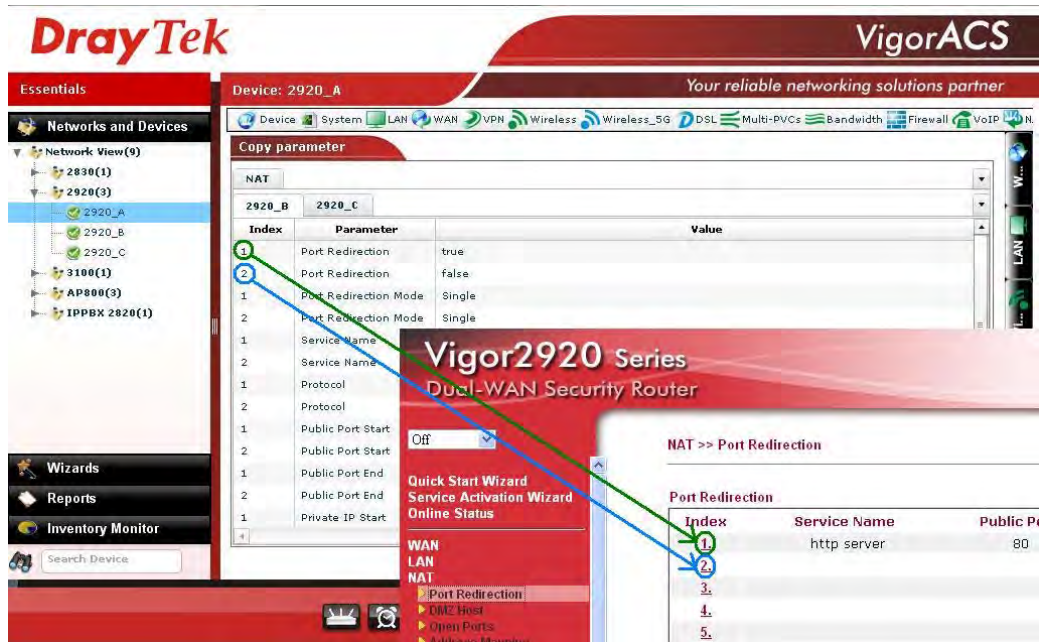 DrayTek
VigorACS
Essentials
Device: 2920_A
Your reliable networking solutions partner
Networks and Devices
Device System LAN WAN VPN Wireless Wireless_5G DSL Multi-PVCs Bandwidth Firewall VoIP N.
Network View(9)
2830(1)
2920(3)
2920_A
2920_B
2920_C
3100(1)
AP800(3)
IPPBX 2820(1)
Copy parameter
NAT
2920_B 2920_C
Index Parameter Value
1 Port Redirection true
2 Port Redirection false
1 Port Redirection Mode Single
2 Port Redirection Mode Single
1 Service Name
2 Service Name
1 Protocol
2 Protocol
1 Public Port Start
2 Public Port Start
1 Public Port End
2 Public Port End
1 Private IP Start
W...
LAN
Wizards
Reports
Inventory Monitor
Search Device
Vigor2920 Series
Dual-WAN Security Router
Off
Quick Start Wizard
Service Activation Wizard
Online Status
WAN
LAN
NAT
Port Redirection
DMZ Host
Open Ports
Address Mapping
NAT >> Port Redirection
Port Redirection
Index Service Name Public Po
1. http server 80
2.
3.
4.
5.